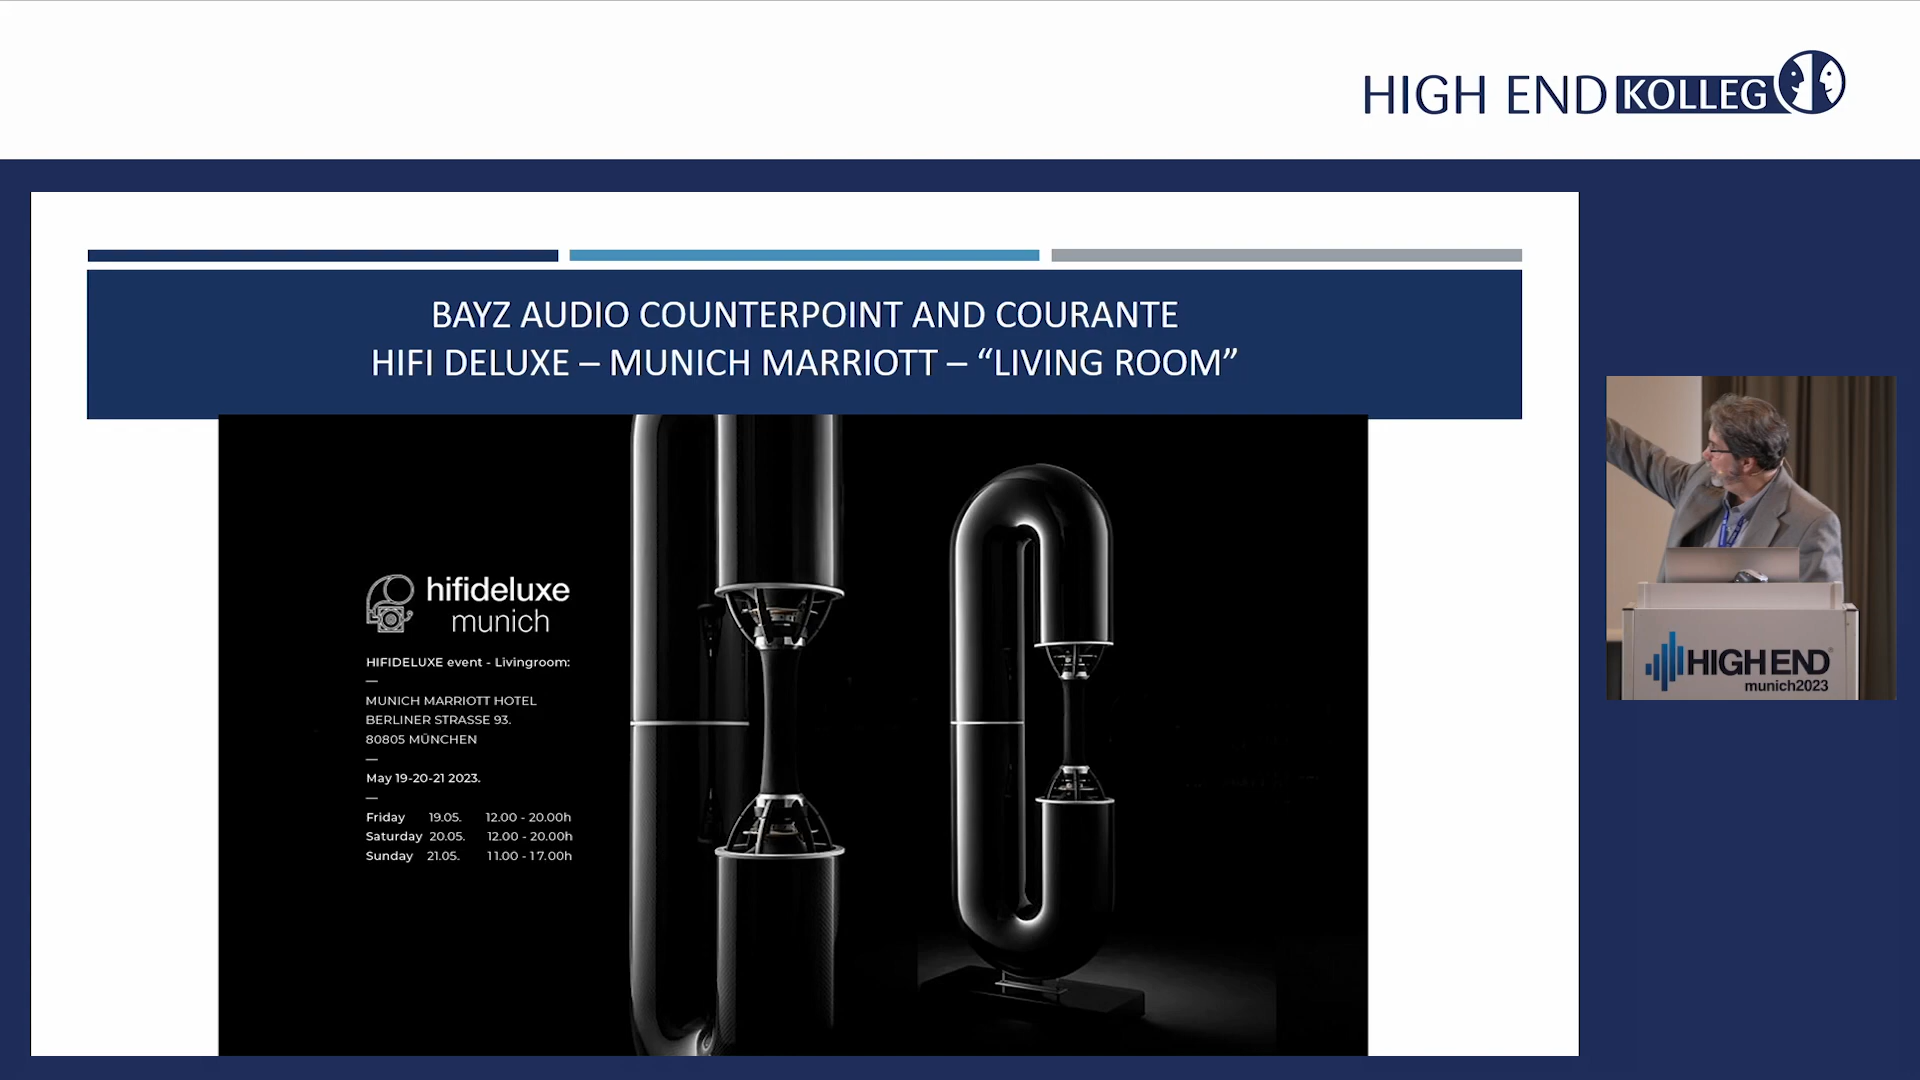 HIGH END KOLLEG
BAYZ AUDIO COUNTERPOINT AND COURANTE
HIFI DELUXE – MUNICH MARRIOTT – “LIVING ROOM”
hifideluxe
munich
HIFIDELUXE event - Livingroom:
—
MUNICH MARRIOTT HOTEL
BERLINER STRASSE 93.
80805 MÜNCHEN
—
May 19-20-21 2023.
—
Friday 19.05. 12.00 - 20.00h
Saturday 20.05. 12.00 - 20.00h
Sunday 21.05. 11.00 - 17.00h
HIGH END®
munich2023